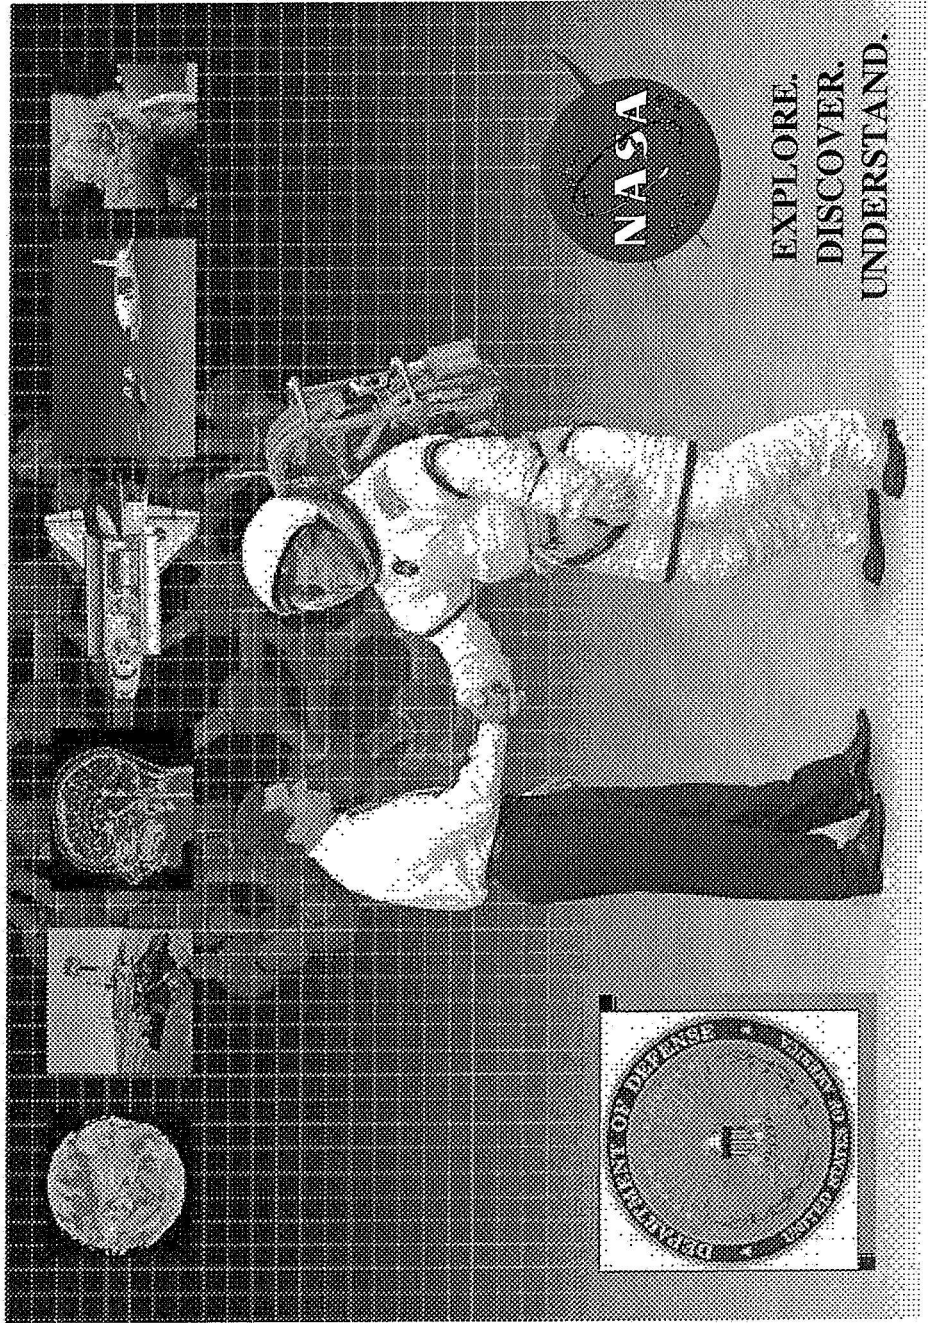 NASA
EXPLORE.
DISCOVER.
UNDERSTAND.
DEPARTMENT OF DEFENSE